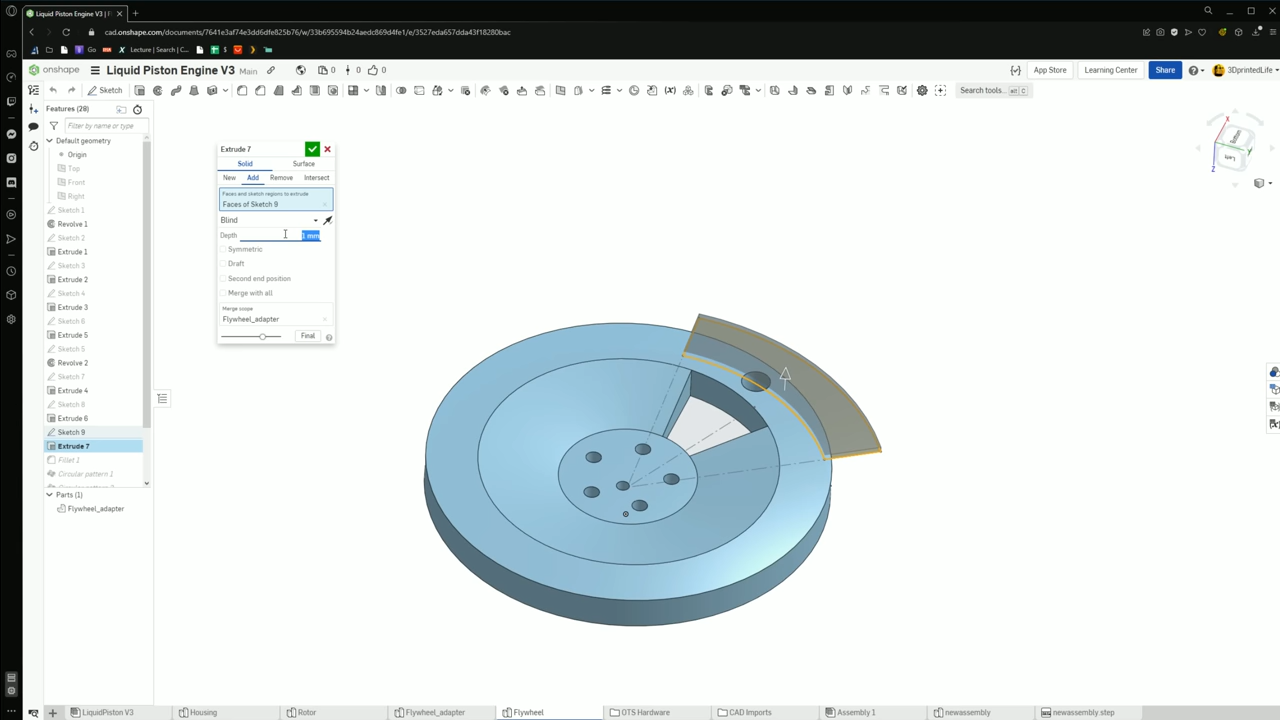 Liquid Piston Engine V3
cad.onshape.com/documents/7641e3af74e3dd6dfe825b76/w/33b695594b24aedc869d4fe1/e/3527eda657dda43f18280bac
Go
Lecture | Search | C...
onshape
Liquid Piston Engine V3
Main
0
0
0
App Store
Learning Center
Share
3DprintedLife
Sketch
Search tools...
alt
C
Features (28)
Filter by name or type
Default geometry
Origin
Top
Front
Right
Sketch 1
Revolve 1
Sketch 2
Extrude 1
Sketch 3
Extrude 2
Sketch 4
Extrude 3
Sketch 6
Extrude 5
Sketch 5
Revolve 2
Sketch 7
Extrude 4
Sketch 8
Extrude 6
Sketch 9
Extrude 7
Fillet 1
Circular pattern 1
Parts (1)
Flywheel_adapter
Extrude 7
Solid
Surface
New
Add
Remove
Intersect
Faces and sketch regions to extrude
Faces of Sketch 9
Blind
Depth
1 mm
Symmetric
Draft
Second end position
Merge with all
Merge scope
Flywheel_adapter
Final
X
Y
Z
Bottom
Left
LiquidPiston V3
Housing
Rotor
Flywheel_adapter
Flywheel
OTS Hardware
CAD Imports
Assembly 1
newassembly
newassembly.step